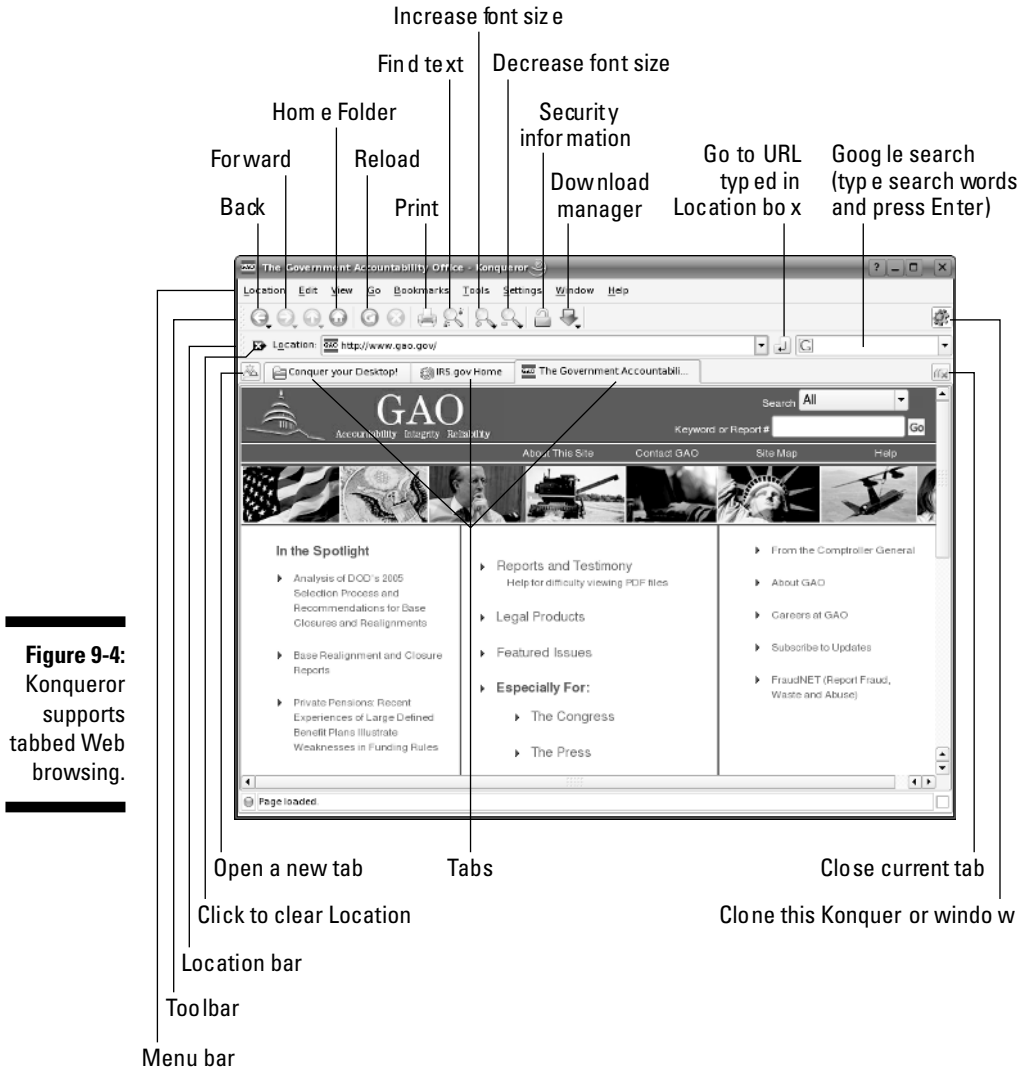 Increase font size
Find text
Decrease font size
Home Folder
Security
information
Forward
Reload
Go to URL
typed in
Location box
Google search
(type search words
and press Enter)
Download
manager
Back
Print
GAO The Government Accountability Office - Konqueror
Location Edit View Go Bookmarks Tools Settings Window Help
Location: GAO http://www.gao.gov/
Conquer your Desktop! IRS.gov Home GAO The Government Accountabili...
GAO
Accountability Integrity Reliability
Search All
Keyword or Report # Go
About This Site Contact GAO Site Map Help
In the Spotlight
Analysis of DOD's 2005
Selection Process and
Recommendations for Base
Closures and Realignments
Base Realignment and Closure
Reports
Private Pensions: Recent
Experiences of Large Defined
Benefit Plans Illustrate
Weaknesses in Funding Rules
Reports and Testimony
Help for difficulty viewing PDF files
Legal Products
Featured Issues
Especially For:
The Congress
The Press
From the Comptroller General
About GAO
Careers at GAO
Subscribe to Updates
FraudNET (Report Fraud,
Waste and Abuse)
Page loaded.
Figure 9-4:
Konqueror
supports
tabbed Web
browsing.
Open a new tab
Tabs
Close current tab
Click to clear Location
Clone this Konqueror window
Location bar
Toolbar
Menu bar